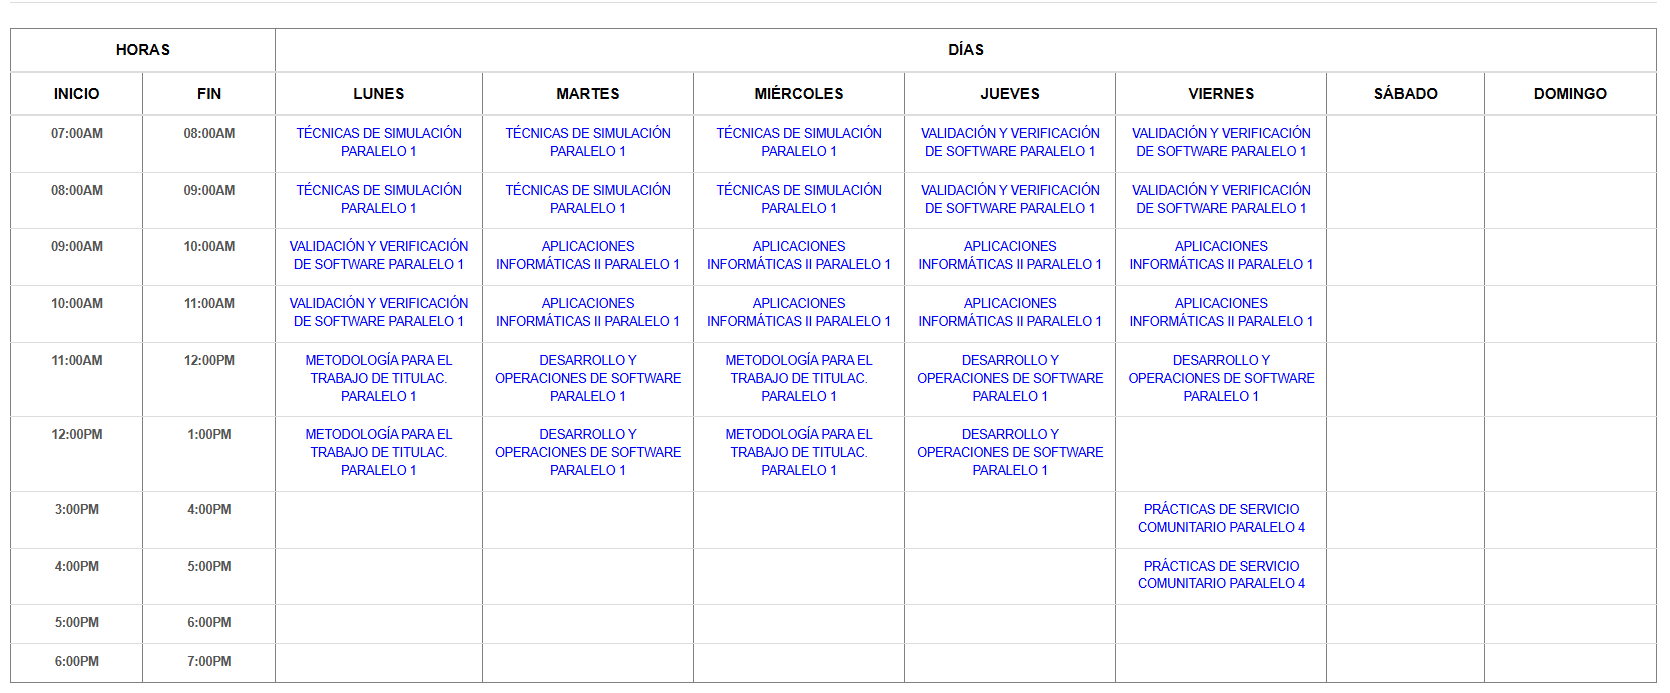 HORAS DÍAS
INICIO FIN LUNES MARTES MIÉRCOLES JUEVES VIERNES SÁBADO DOMINGO
07:00AM 08:00AM TÉCNICAS DE SIMULACIÓN TÉCNICAS DE SIMULACIÓN TÉCNICAS DE SIMULACIÓN VALIDACIÓN Y VERIFICACIÓN VALIDACIÓN Y VERIFICACIÓN
PARALELO 1 PARALELO 1 PARALELO 1 DE SOFTWARE PARALELO 1 DE SOFTWARE PARALELO 1
08:00AM 09:00AM TÉCNICAS DE SIMULACIÓN TÉCNICAS DE SIMULACIÓN TÉCNICAS DE SIMULACIÓN VALIDACIÓN Y VERIFICACIÓN VALIDACIÓN Y VERIFICACIÓN
PARALELO 1 PARALELO 1 PARALELO 1 DE SOFTWARE PARALELO 1 DE SOFTWARE PARALELO 1
09:00AM 10:00AM VALIDACIÓN Y VERIFICACIÓN APLICACIONES APLICACIONES APLICACIONES APLICACIONES
DE SOFTWARE PARALELO 1 INFORMÁTICAS II PARALELO 1 INFORMÁTICAS II PARALELO 1 INFORMÁTICAS II PARALELO 1 INFORMÁTICAS II PARALELO 1
10:00AM 11:00AM VALIDACIÓN Y VERIFICACIÓN APLICACIONES APLICACIONES APLICACIONES APLICACIONES
DE SOFTWARE PARALELO 1 INFORMÁTICAS II PARALELO 1 INFORMÁTICAS II PARALELO 1 INFORMÁTICAS II PARALELO 1 INFORMÁTICAS II PARALELO 1
11:00AM 12:00PM METODOLOGÍA PARA EL DESARROLLO Y METODOLOGÍA PARA EL DESARROLLO Y DESARROLLO Y
TRABAJO DE TITULAC. OPERACIONES DE SOFTWARE TRABAJO DE TITULAC. OPERACIONES DE SOFTWARE OPERACIONES DE SOFTWARE
PARALELO 1 PARALELO 1 PARALELO 1 PARALELO 1 PARALELO 1
12:00PM 1:00PM METODOLOGÍA PARA EL DESARROLLO Y METODOLOGÍA PARA EL DESARROLLO Y
TRABAJO DE TITULAC. OPERACIONES DE SOFTWARE TRABAJO DE TITULAC. OPERACIONES DE SOFTWARE
PARALELO 1 PARALELO 1 PARALELO 1 PARALELO 1
3:00PM 4:00PM PRÁCTICAS DE SERVICIO
COMUNITARIO PARALELO 4
4:00PM 5:00PM PRÁCTICAS DE SERVICIO
COMUNITARIO PARALELO 4
5:00PM 6:00PM
6:00PM 7:00PM